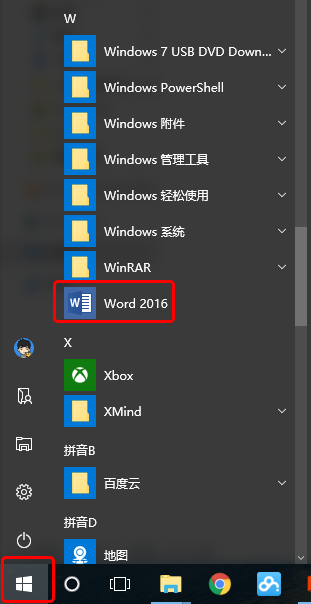 W
Windows 7 USB DVD Down...
Windows PowerShell
Windows 附件
Windows 管理工具
Windows 轻松使用
Windows 系统
WinRAR
Word 2016
X
Xbox
XMind
拼音B
百度云
拼音D
地图